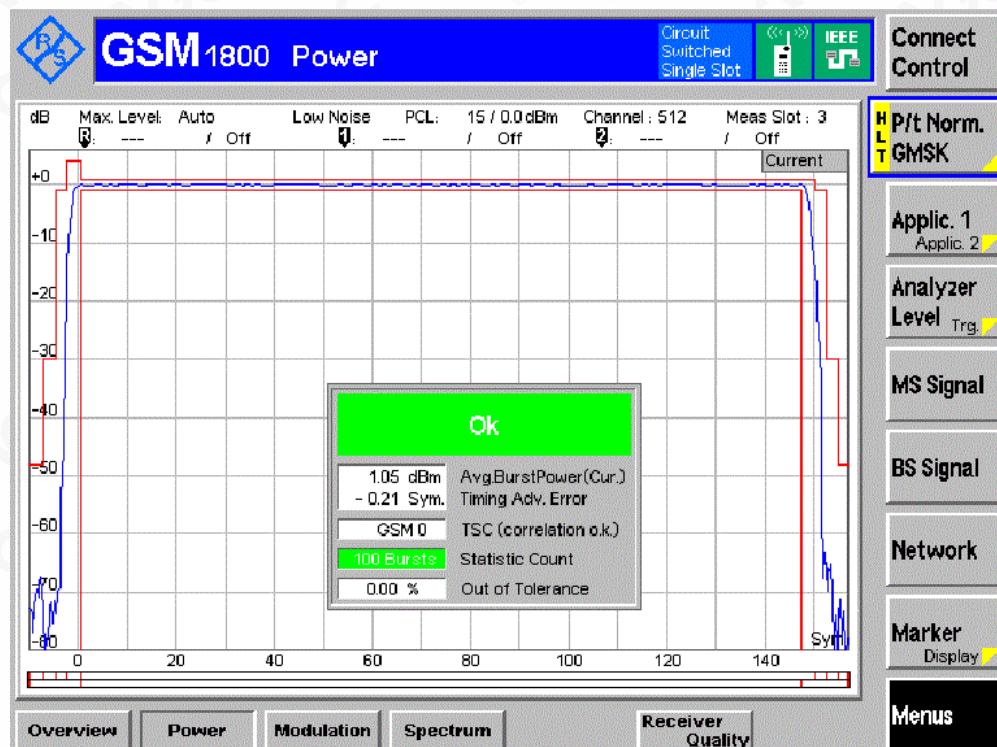 R/S
GSM 1800 Power
Circuit Switched Single Slot
IEEE
Connect Control
dB Max. Level: Auto Low Noise PCL: 15 / 0.0 dBm Channel : 512 Meas Slot : 3
R: --- / Off 1: --- / Off 2: --- / Off
Current
HLT
P/t Norm. GMSK
Applic. 1
Applic. 2
Analyzer Level Trg.
MS Signal
BS Signal
Network
Marker
Display
Menus
+0
-10
-20
-30
-40
-50
-60
-70
-80
Ok
1.05 dBm Avg.BurstPower(Cur.)
- 0.21 Sym. Timing Adv. Error
GSM 0 TSC (correlation o.k.)
100 Bursts Statistic Count
0.00 % Out of Tolerance
Sym
0 20 40 60 80 100 120 140
Overview Power Modulation Spectrum Receiver Quality